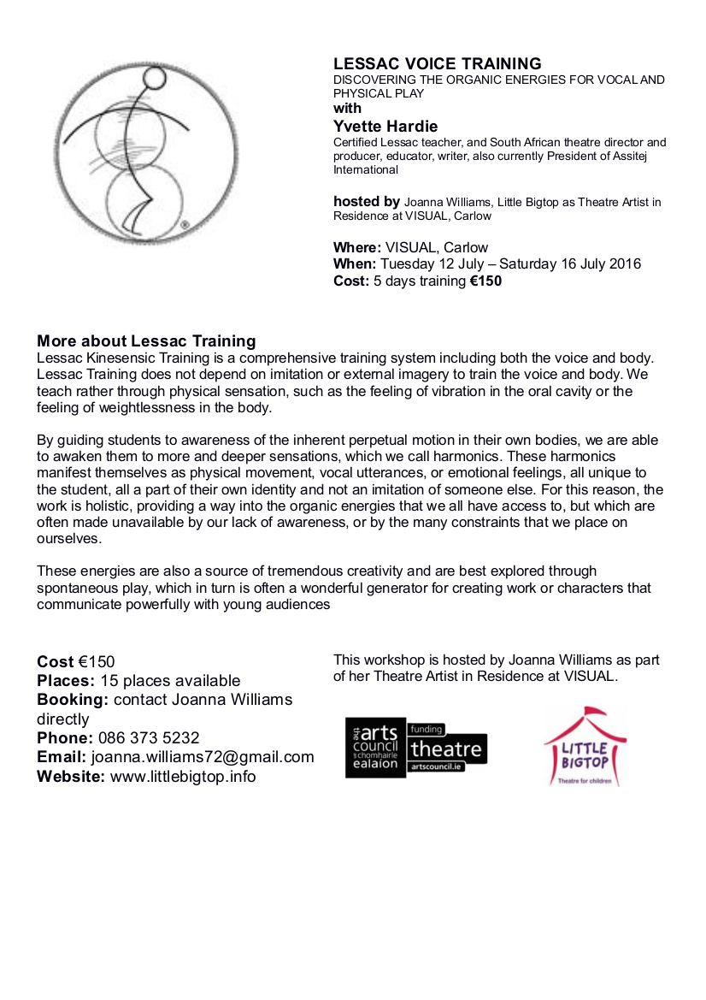 ®
LESSAC VOICE TRAINING
DISCOVERING THE ORGANIC ENERGIES FOR VOCAL AND
PHYSICAL PLAY
with
Yvette Hardie
Certified Lessac teacher, and South African theatre director and
producer, educator, writer, also currently President of Assitej
International
hosted by Joanna Williams, Little Bigtop as Theatre Artist in
Residence at VISUAL, Carlow
Where: VISUAL, Carlow
When: Tuesday 12 July – Saturday 16 July 2016
Cost: 5 days training €150
More about Lessac Training
Lessac Kinesensic Training is a comprehensive training system including both the voice and body.
Lessac Training does not depend on imitation or external imagery to train the voice and body. We
teach rather through physical sensation, such as the feeling of vibration in the oral cavity or the
feeling of weightlessness in the body.
By guiding students to awareness of the inherent perpetual motion in their own bodies, we are able
to awaken them to more and deeper sensations, which we call harmonics. These harmonics
manifest themselves as physical movement, vocal utterances, or emotional feelings, all unique to
the student, all a part of their own identity and not an imitation of someone else. For this reason, the
work is holistic, providing a way into the organic energies that we all have access to, but which are
often made unavailable by our lack of awareness, or by the many constraints that we place on
ourselves.
These energies are also a source of tremendous creativity and are best explored through
spontaneous play, which in turn is often a wonderful generator for creating work or characters that
communicate powerfully with young audiences
Cost €150
Places: 15 places available
Booking: contact Joanna Williams
directly
Phone: 086 373 5232
Email: joanna.williams72@gmail.com
Website: www.littlebigtop.info
This workshop is hosted by Joanna Williams as part
of her Theatre Artist in Residence at VISUAL.
the arts
council
schomhairle
ealaíon
funding
theatre
artscouncil.ie
LITTLE
BIGTOP
Theatre for children